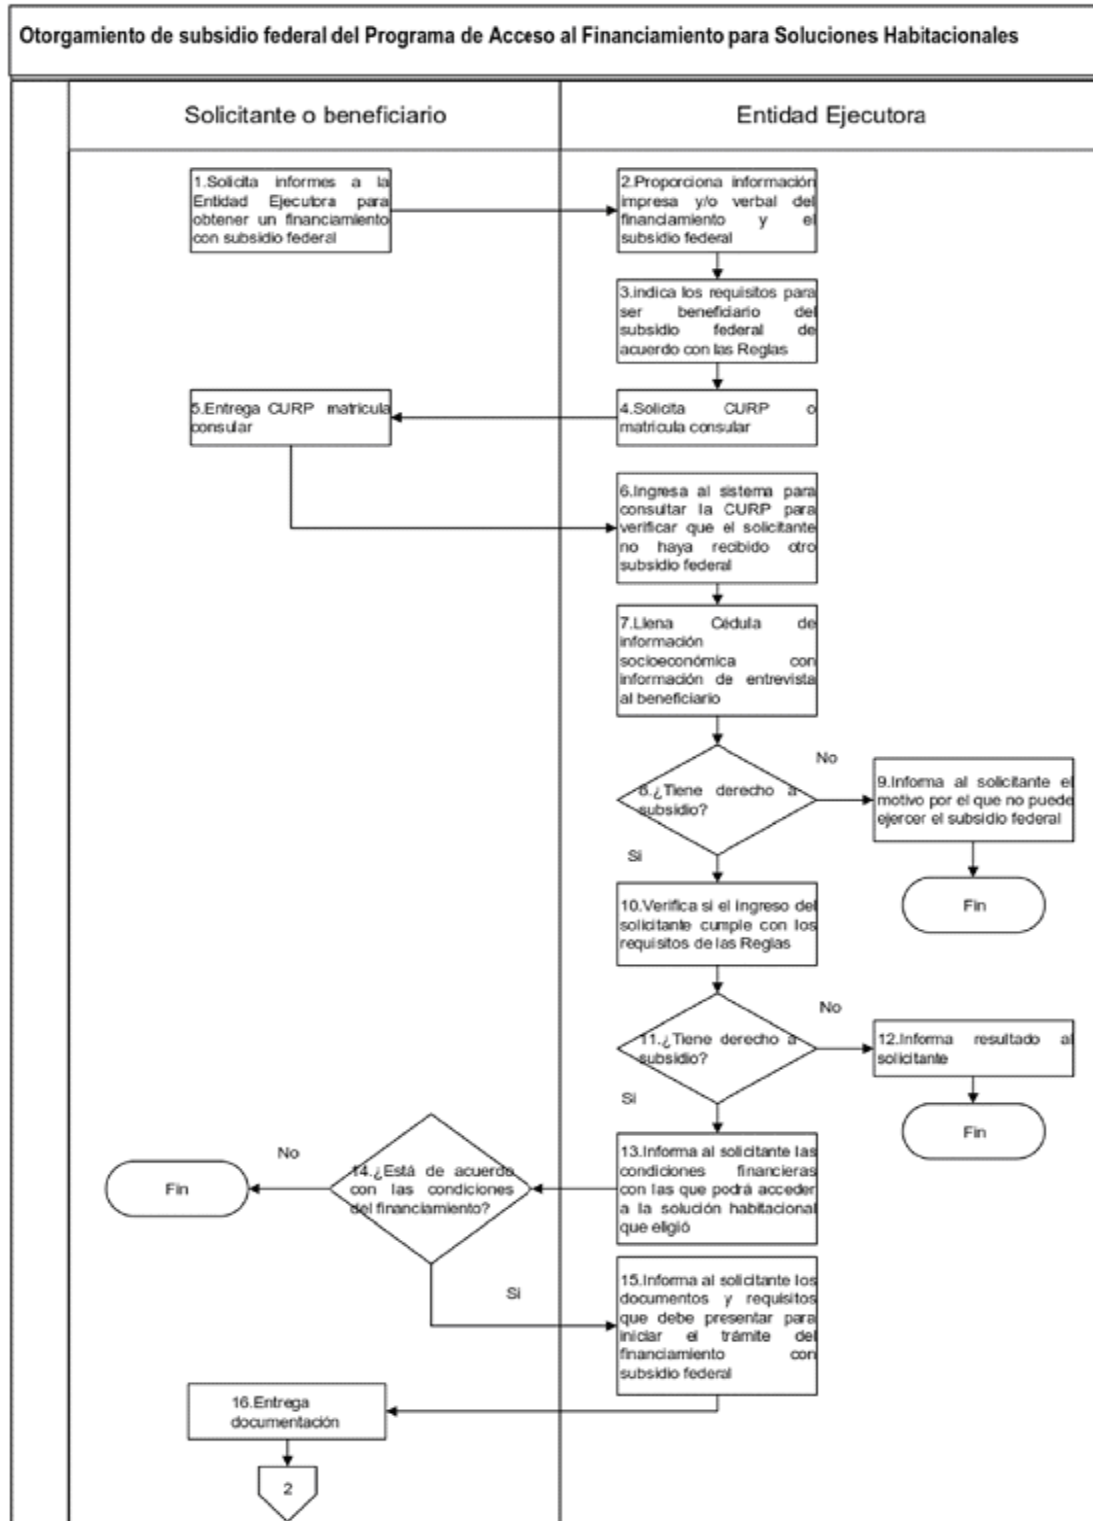 Otorgamiento de subsidio federal del Programa de Acceso al Financiamiento para Soluciones Habitacionales
Solicitante o beneficiario
Entidad Ejecutora
1.Solicita informes a la
Entidad Ejecutora para
obtener un financiamiento
con subsidio federal
2.Proporciona información
impresa y/o verbal del
financiamiento y el
subsidio federal
3.indica los requisitos para
ser beneficiario del
subsidio federal de
acuerdo con las Reglas
5.Entrega CURP matrícula
consular
4.Solicita CURP o
matrícula consular
6.Ingresa al sistema para
consultar la CURP para
verificar que el solicitante
no haya recibido otro
subsidio federal
7.Llena Cédula de
información
socioeconómica con
información de entrevista
al beneficiario
8.¿Tiene derecho a
subsidio?
No
9.Informa al solicitante el
motivo por el que no puede
ejercer el subsidio federal
Si
Fin
10.Verifica si el ingreso del
solicitante cumple con los
requisitos de las Reglas
11.¿Tiene derecho a
subsidio?
No
12.Informa resultado al
solicitante
Si
Fin
13.Informa al solicitante las
condiciones financieras
con las que podrá acceder
a la solución habitacional
que eligió
14.¿Está de acuerdo
con las condiciones
del financiamiento?
No
Fin
Si
15.Informa al solicitante los
documentos y requisitos
que debe presentar para
iniciar el trámite del
financiamiento con
subsidio federal
16.Entrega
documentación
2